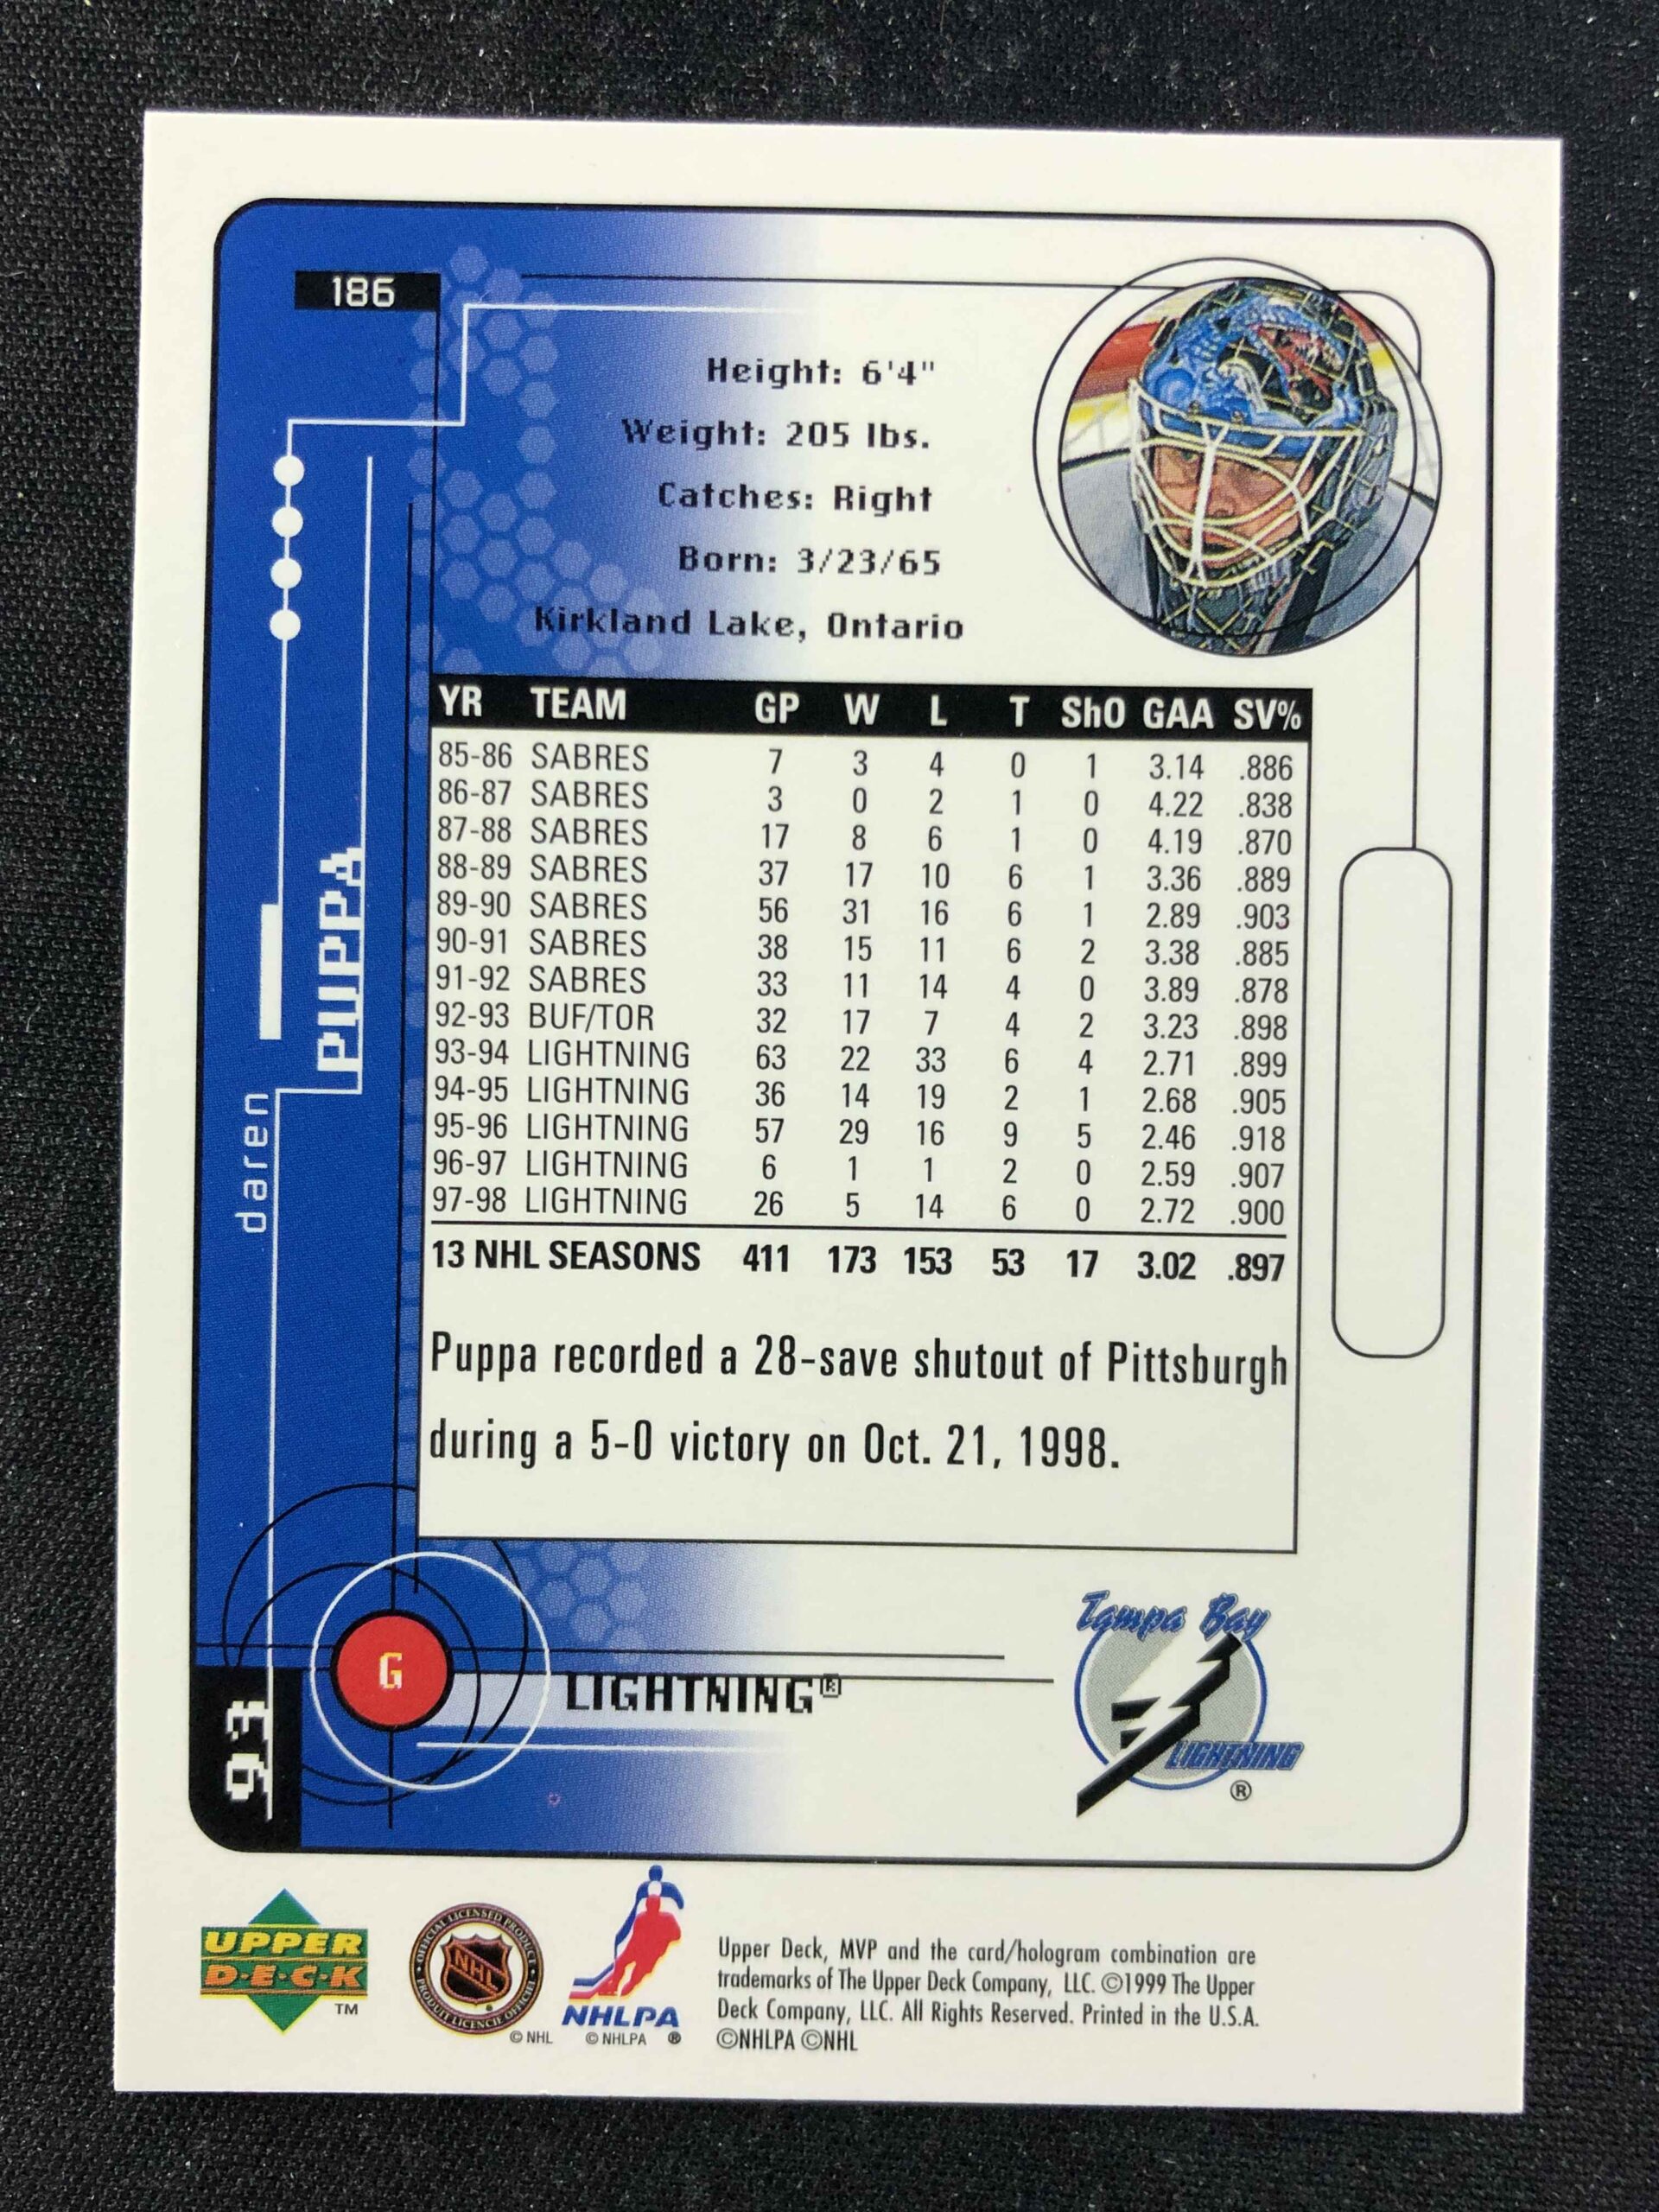 186
Height: 6'4"
Weight: 205 lbs.
Catches: Right
Born: 3/23/65
Kirkland Lake, Ontario
daren
PUPPA
YR TEAM GP W L T ShO GAA SV%
85-86 SABRES 7 3 4 0 1 3.14 .886
86-87 SABRES 3 0 2 1 0 4.22 .838
87-88 SABRES 17 8 6 1 0 4.19 .870
88-89 SABRES 37 17 10 6 1 3.36 .889
89-90 SABRES 56 31 16 6 1 2.89 .903
90-91 SABRES 38 15 11 6 2 3.38 .885
91-92 SABRES 33 11 14 4 0 3.89 .878
92-93 BUF/TOR 32 17 7 4 2 3.23 .898
93-94 LIGHTNING 63 22 33 6 4 2.71 .899
94-95 LIGHTNING 36 14 19 2 1 2.68 .905
95-96 LIGHTNING 57 29 16 9 5 2.46 .918
96-97 LIGHTNING 6 1 1 2 0 2.59 .907
97-98 LIGHTNING 26 5 14 6 0 2.72 .900
13 NHL SEASONS 411 173 153 53 17 3.02 .897
Puppa recorded a 28-save shutout of Pittsburgh
during a 5-0 victory on Oct. 21, 1998.
93
G
LIGHTNING®
Tampa Bay
LIGHTNING
®
UPPER
D·E·C·K
TM
OFFICIAL LICENSED PRODUCT
NHL
PRODUIT LICENCIÉ OFFICIEL
© NHL
NHLPA
© NHLPA ®
Upper Deck, MVP and the card/hologram combination are
trademarks of The Upper Deck Company, LLC. ©1999 The Upper
Deck Company, LLC. All Rights Reserved. Printed in the U.S.A.
©NHLPA ©NHL